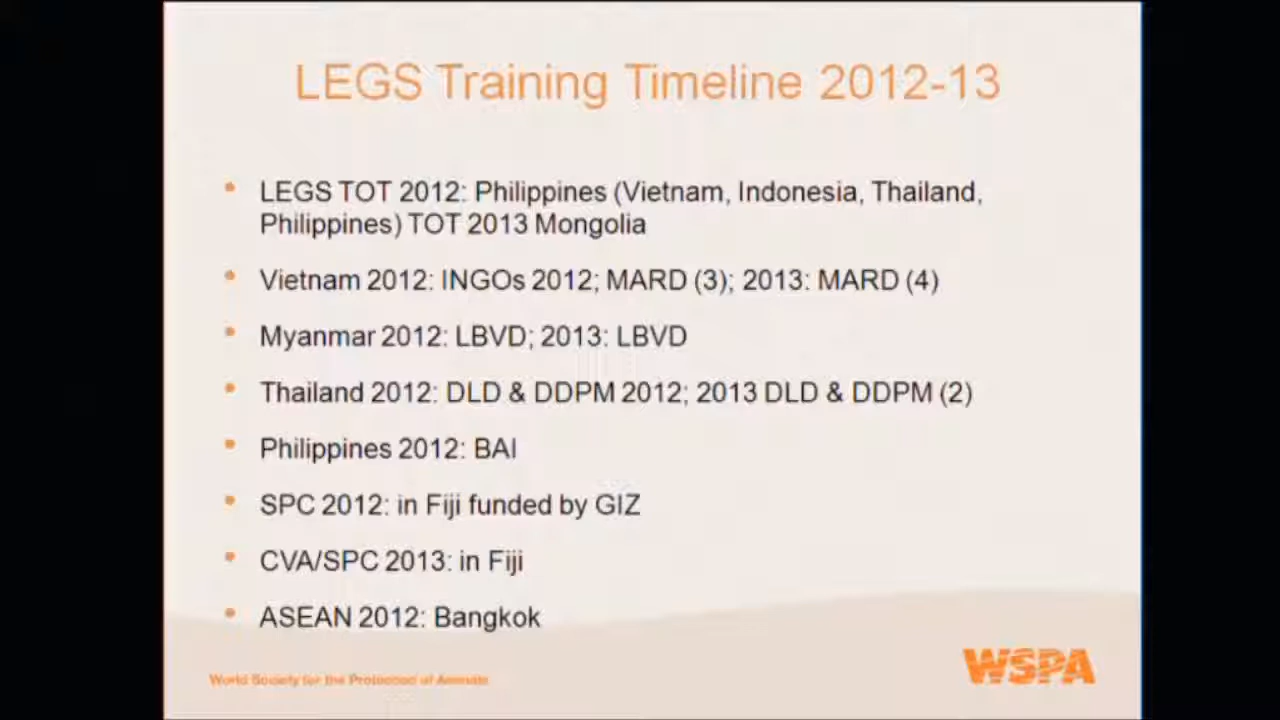 LEGS Training Timeline 2012-13
• LEGS TOT 2012: Philippines (Vietnam, Indonesia, Thailand,
Philippines) TOT 2013 Mongolia
• Vietnam 2012: INGOs 2012; MARD (3); 2013: MARD (4)
• Myanmar 2012: LBVD; 2013: LBVD
• Thailand 2012: DLD & DDPM 2012; 2013 DLD & DDPM (2)
• Philippines 2012: BAI
• SPC 2012: in Fiji funded by GIZ
• CVA/SPC 2013: in Fiji
• ASEAN 2012: Bangkok
World Society for the Protection of Animals
WSPA